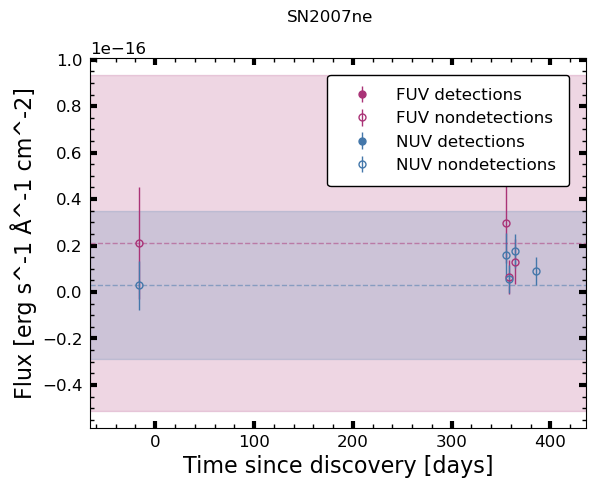 SN2007ne
1e−16
1.0
0.8
0.6
0.4
0.2
0.0
−0.2
−0.4
Flux [erg s^-1 Å^-1 cm^-2]
FUV detections
FUV nondetections
NUV detections
NUV nondetections
0 100 200 300 400
Time since discovery [days]